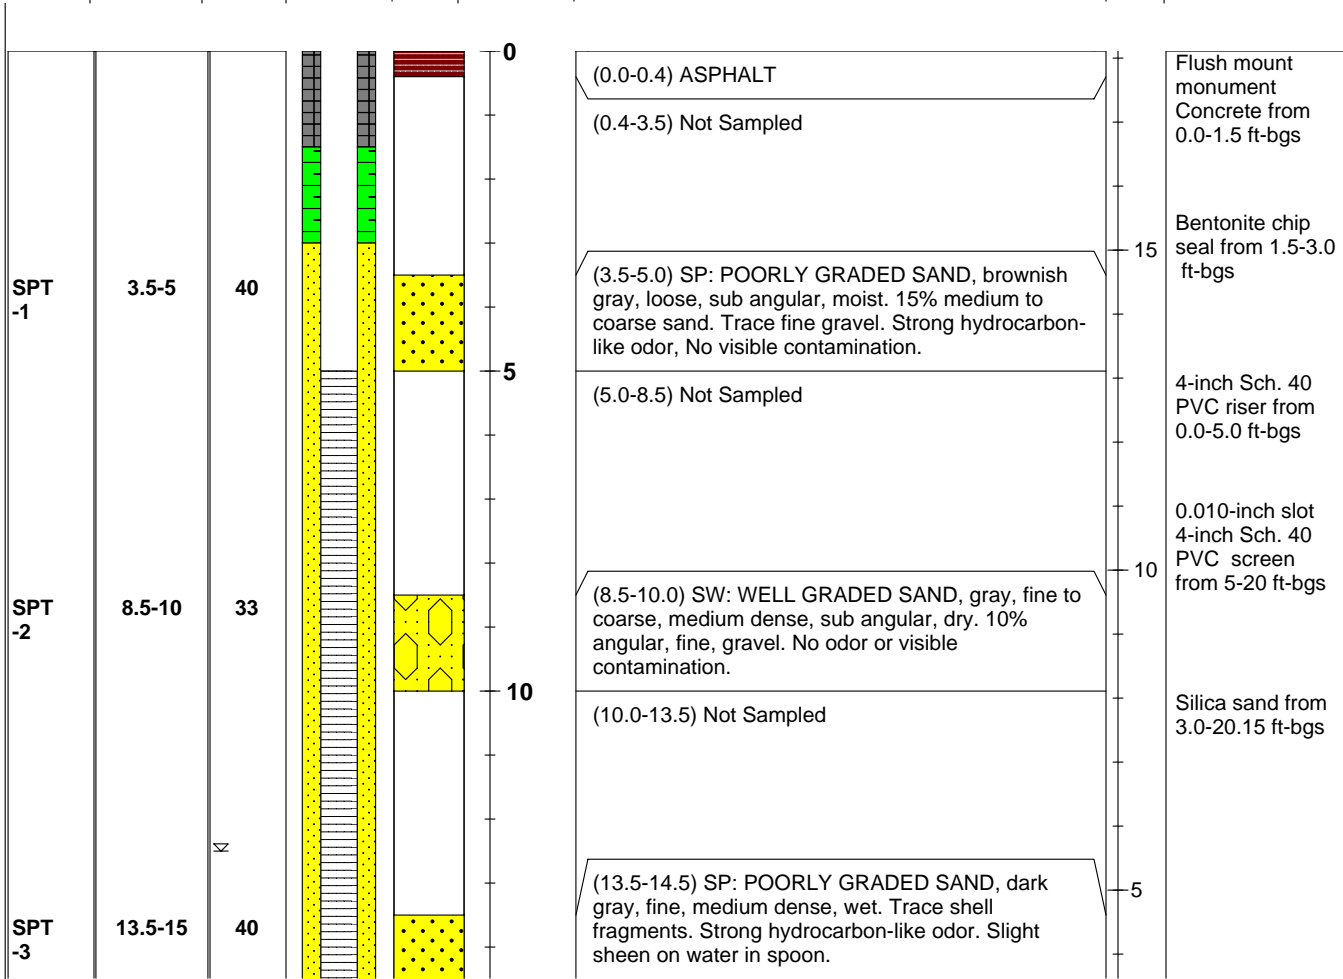 0
(0.0-0.4) ASPHALT
Flush mount
monument
Concrete from
0.0-1.5 ft-bgs
(0.4-3.5) Not Sampled
Bentonite chip
seal from 1.5-3.0
ft-bgs
15
SPT
-1
3.5-5
40
(3.5-5.0) SP: POORLY GRADED SAND, brownish
gray, loose, sub angular, moist. 15% medium to
coarse sand. Trace fine gravel. Strong hydrocarbon-
like odor, No visible contamination.
5
(5.0-8.5) Not Sampled
4-inch Sch. 40
PVC riser from
0.0-5.0 ft-bgs
0.010-inch slot
4-inch Sch. 40
PVC screen
from 5-20 ft-bgs
10
SPT
-2
8.5-10
33
(8.5-10.0) SW: WELL GRADED SAND, gray, fine to
coarse, medium dense, sub angular, dry. 10%
angular, fine, gravel. No odor or visible
contamination.
10
(10.0-13.5) Not Sampled
Silica sand from
3.0-20.15 ft-bgs
5
SPT
-3
13.5-15
40
(13.5-14.5) SP: POORLY GRADED SAND, dark
gray, fine, medium dense, wet. Trace shell
fragments. Strong hydrocarbon-like odor. Slight
sheen on water in spoon.